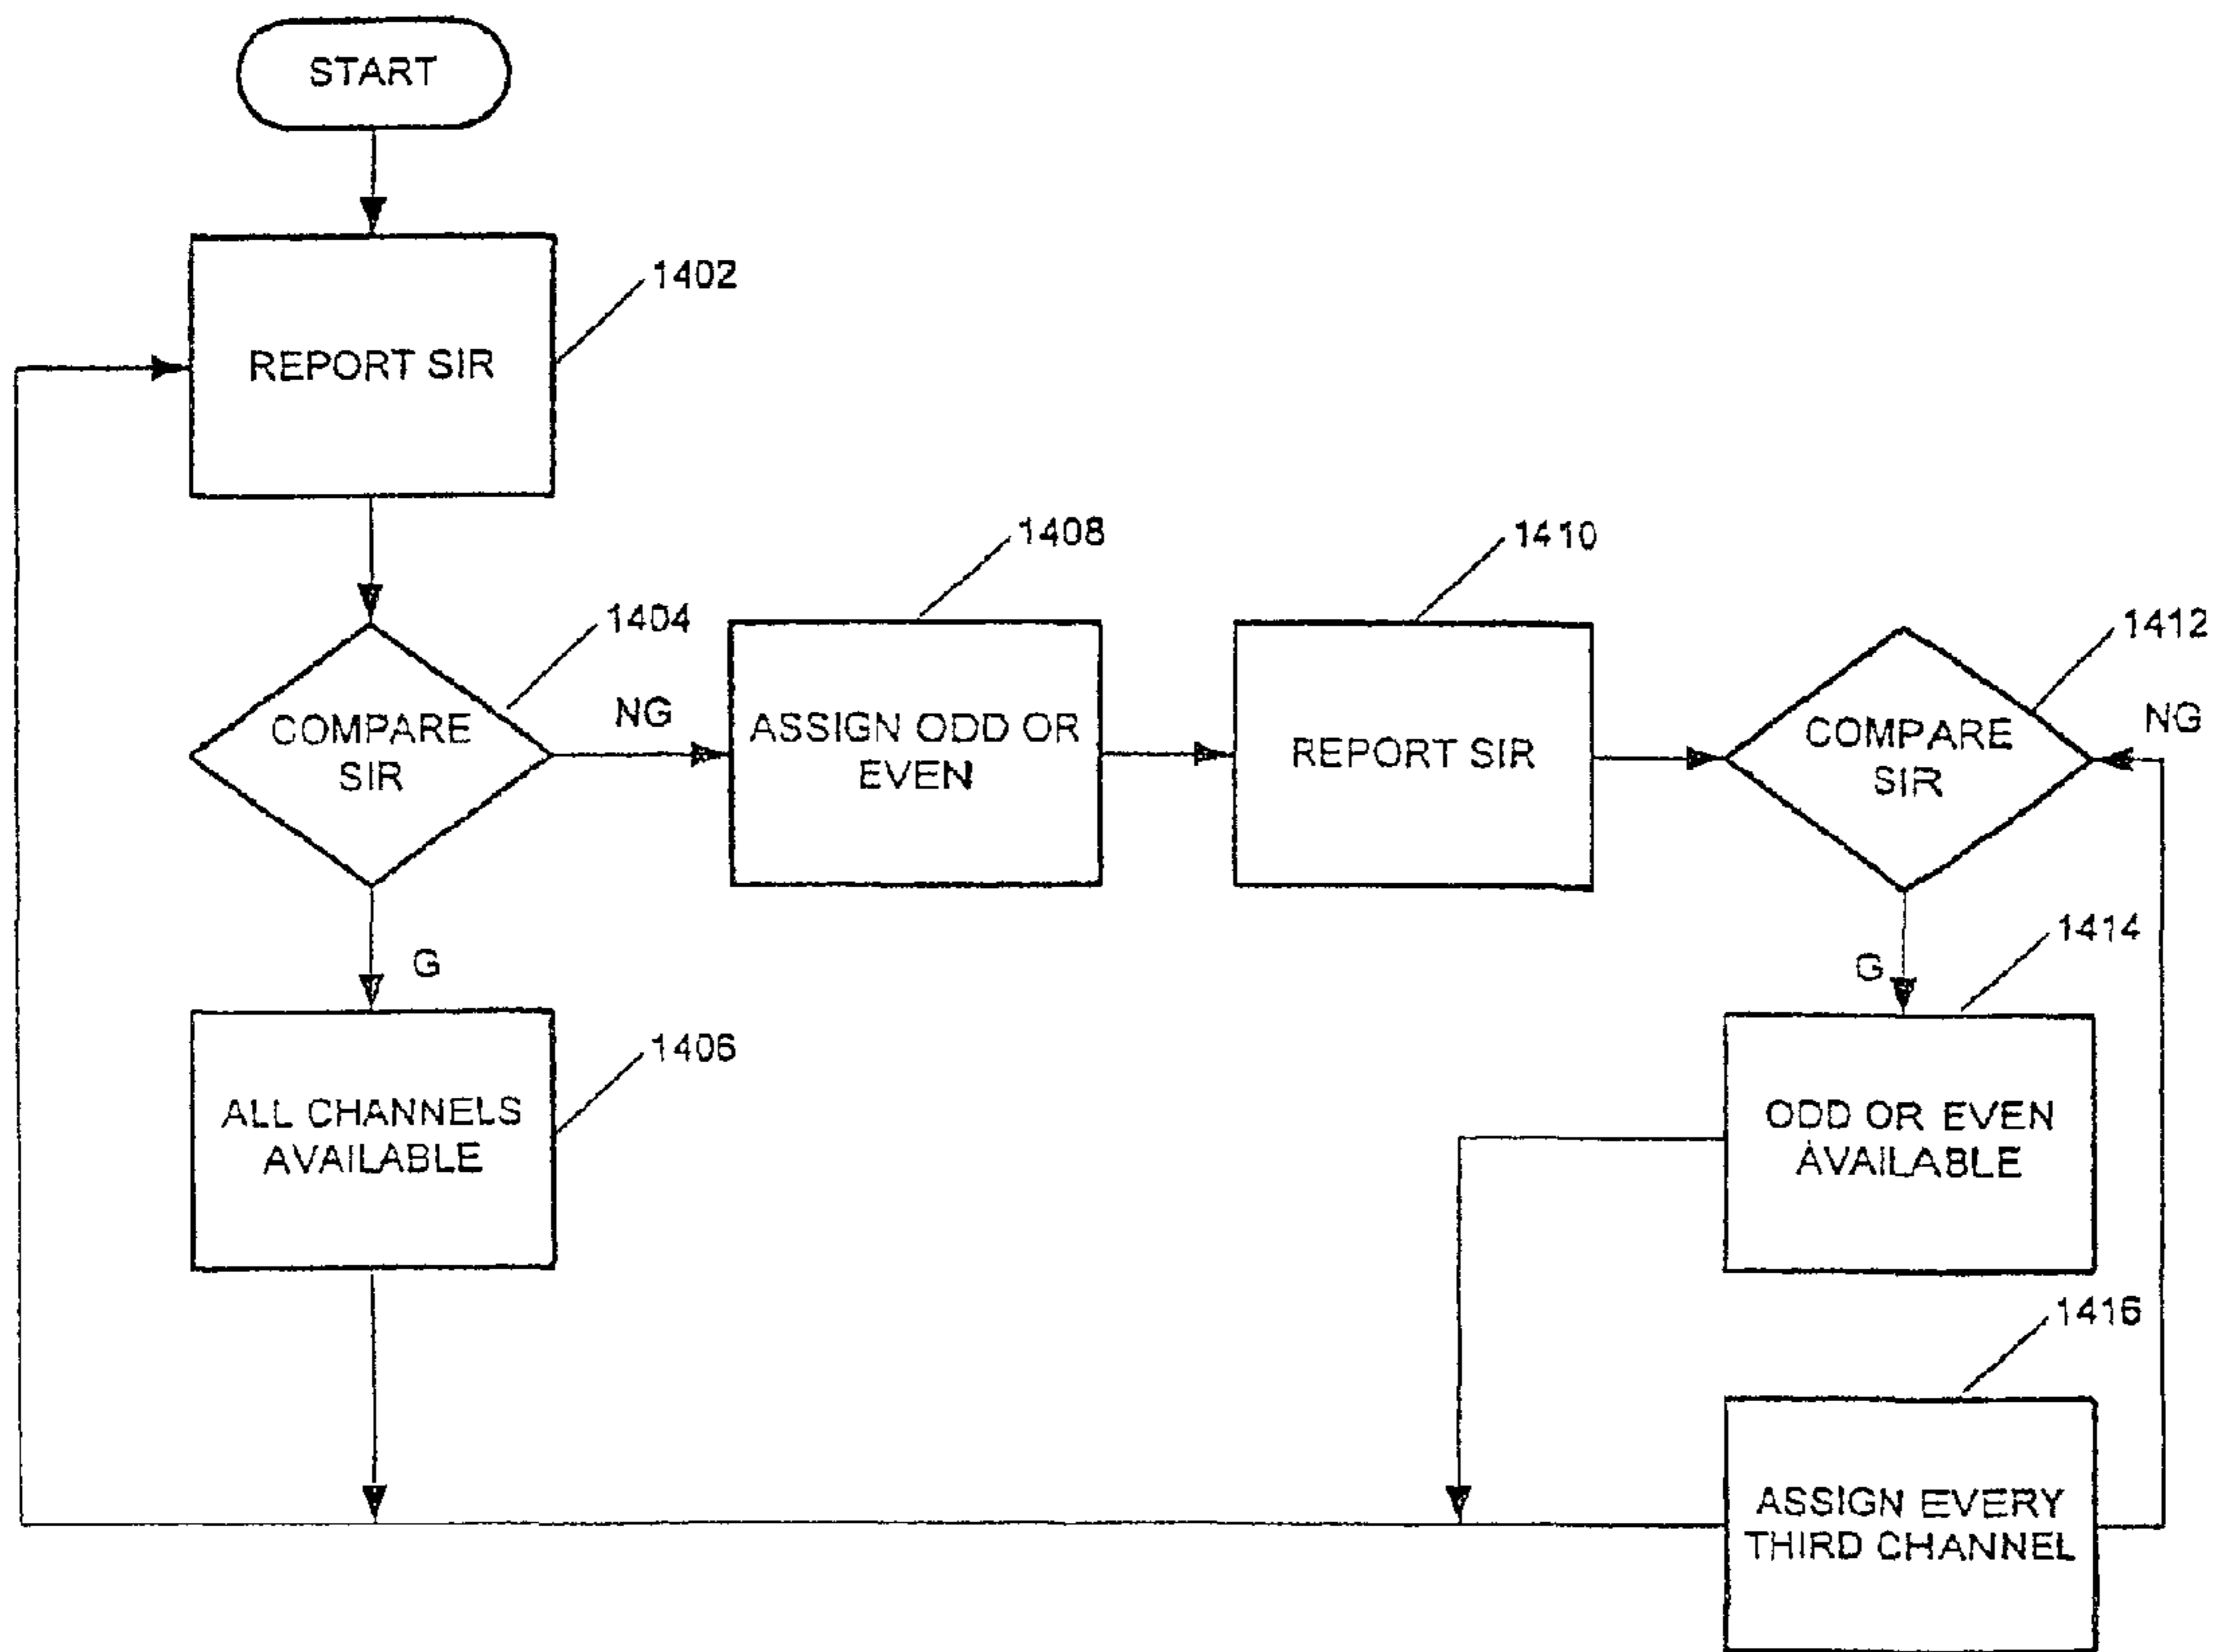 START
1402
REPORT SIR
1408
1410
1404
1412
NG
NG
COMPARE
SIR
ASSIGN ODD OR
EVEN
REPORT SIR
COMPARE
SIR
G
1414
G
1406
ALL CHANNELS
AVAILABLE
ODD OR EVEN
AVAILABLE
1416
ASSIGN EVERY
THIRD CHANNEL